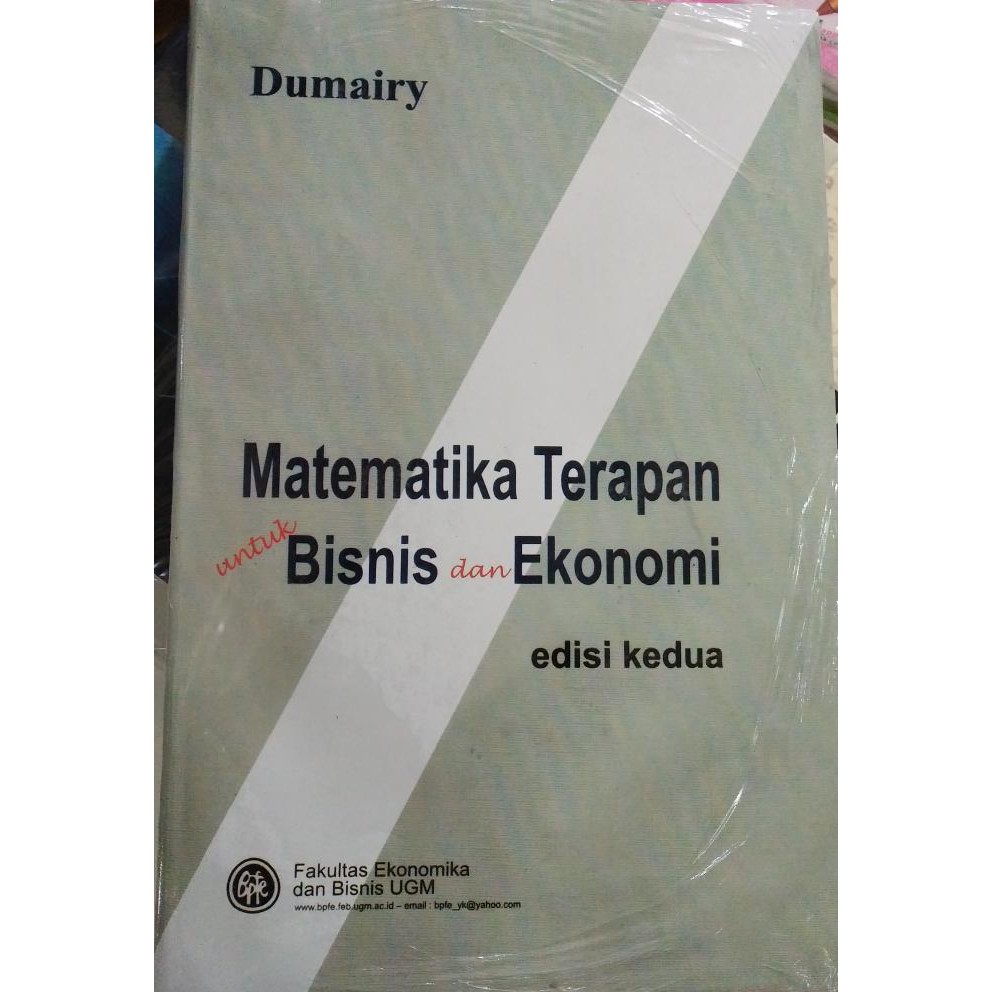 Dumairy
Matematika Terapan
untuk Bisnis dan Ekonomi
edisi kedua
Bpfe
Fakultas Ekonomika
dan Bisnis UGM
www.bpfe.feb.ugm.ac.id – email : bpfe_yk@yahoo.com